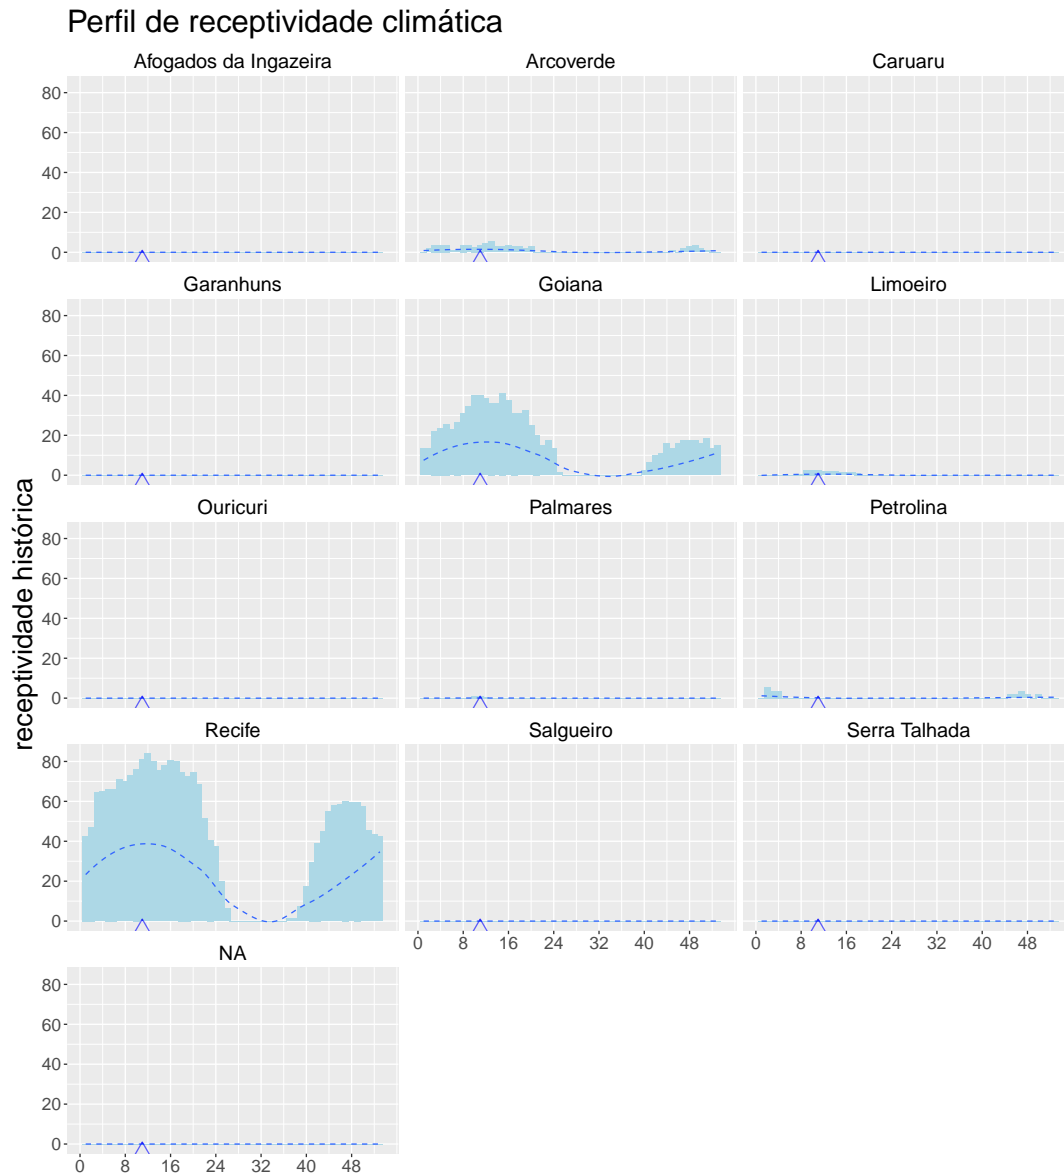 Perfil de receptividade climática
Afogados da Ingazeira Arcoverde Caruaru
80
60
40
20
0
Garanhuns Goiana Limoeiro
80
60
40
20
0
Ouricuri Palmares Petrolina
80
60
40
20
0
receptividade histórica
Recife Salgueiro Serra Talhada
80
60
40
20
0
0 8 16 24 32 40 48 0 8 16 24 32 40 48
NA
80
60
40
20
0
0 8 16 24 32 40 48